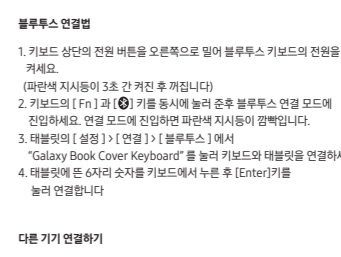 블루투스 연결법
1. 키보드 상단의 전원 버튼을 오른쪽으로 밀어 블루투스 키보드의 전원을
켜세요.
(파란색 지시등이 3초 간 켜진 후 꺼집니다)
2. 키보드의 [ Fn ] 과 [ ] 키를 동시에 눌러 준후 블루투스 연결 모드에
진입하세요. 연결 모드에 진입하면 파란색 지시등이 깜빡입니다.
3. 태블릿의 [ 설정 ] > [ 연결 ] > [ 블루투스 ] 에서
“Galaxy Book Cover Keyboard” 를 눌러 키보드와 태블릿을 연결하
4. 태블릿에 뜬 6자리 숫자를 키보드에서 누른 후 [Enter]키를
눌러 연결합니다
다른 기기 연결하기